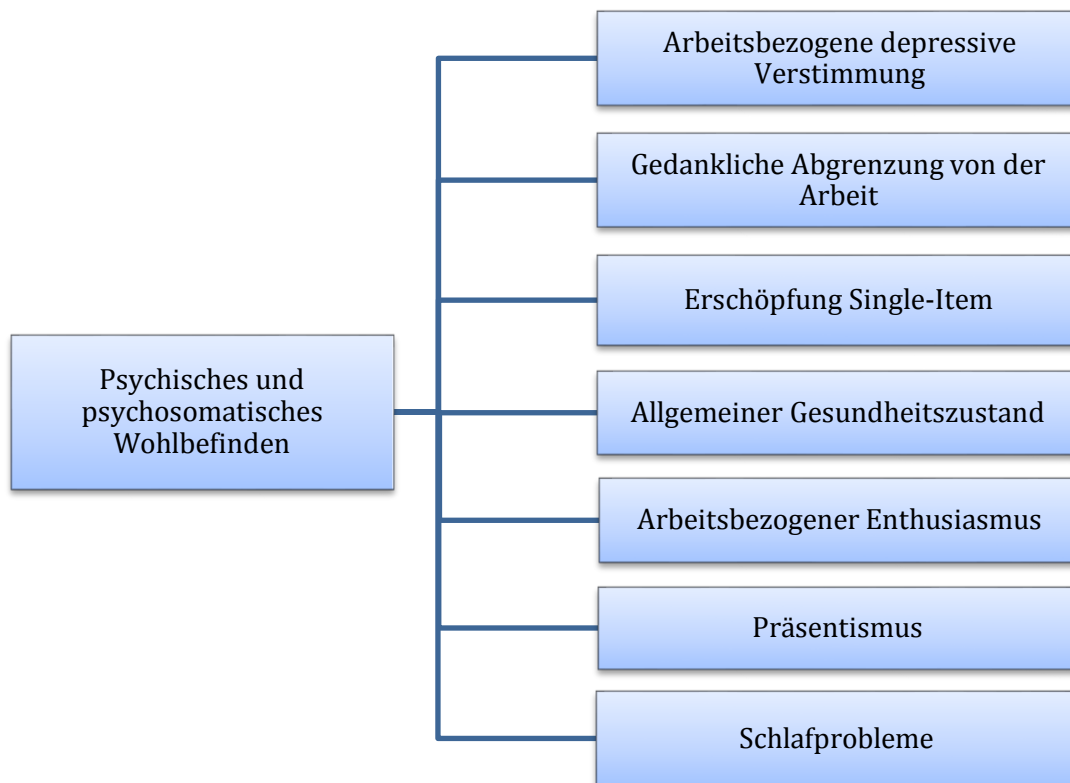 Arbeitsbezogene depressive
Verstimmung
Gedankliche Abgrenzung von der
Arbeit
Erschöpfung Single-Item
Psychisches und
psychosomatisches
Wohlbefinden
Allgemeiner Gesundheitszustand
Arbeitsbezogener Enthusiasmus
Präsentismus
Schlafprobleme